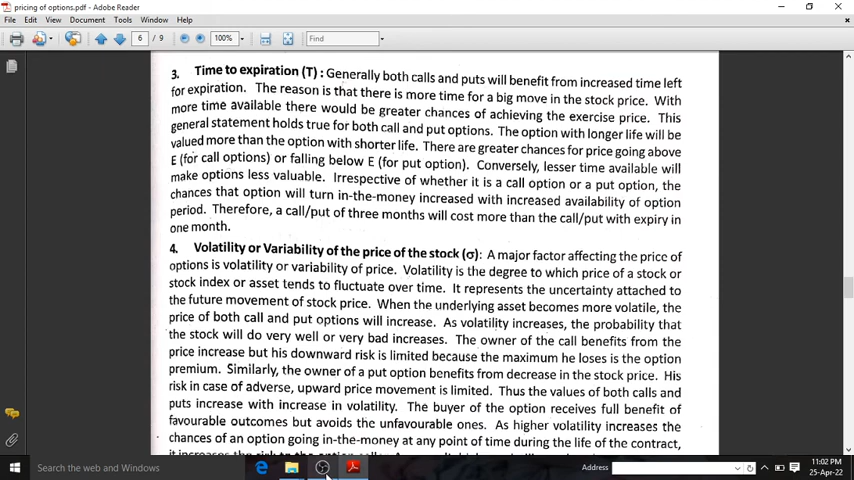 pricing of options.pdf - Adobe Reader
File Edit View Document Tools Window Help
6 / 9 100% Find
3. Time to expiration (T) : Generally both calls and puts will benefit from increased time left
for expiration. The reason is that there is more time for a big move in the stock price. With
more time available there would be greater chances of achieving the exercise price. This
general statement holds true for both call and put options. The option with longer life will be
valued more than the option with shorter life. There are greater chances for price going above
E (for call options) or falling below E (for put option). Conversely, lesser time available will
make options less valuable. Irrespective of whether it is a call option or a put option, the
chances that option will turn in-the-money increased with increased availability of option
period. Therefore, a call/put of three months will cost more than the call/put with expiry in
one month.
4. Volatility or Variability of the price of the stock (σ): A major factor affecting the price of
options is volatility or variability of price. Volatility is the degree to which price of a stock or
stock index or asset tends to fluctuate over time. It represents the uncertainty attached to
the future movement of stock price. When the underlying asset becomes more volatile, the
price of both call and put options will increase. As volatility increases, the probability that
the stock will do very well or very bad increases. The owner of the call benefits from the
price increase but his downward risk is limited because the maximum he loses is the option
premium. Similarly, the owner of a put option benefits from decrease in the stock price. His
risk in case of adverse, upward price movement is limited. Thus the values of both calls and
puts increase with increase in volatility. The buyer of the option receives full benefit of
favourable outcomes but avoids the unfavourable ones. As higher volatility increases the
chances of an option going in-the-money at any point of time during the life of the contract,
Search the web and Windows
Address
11:02 PM
25-Apr-22